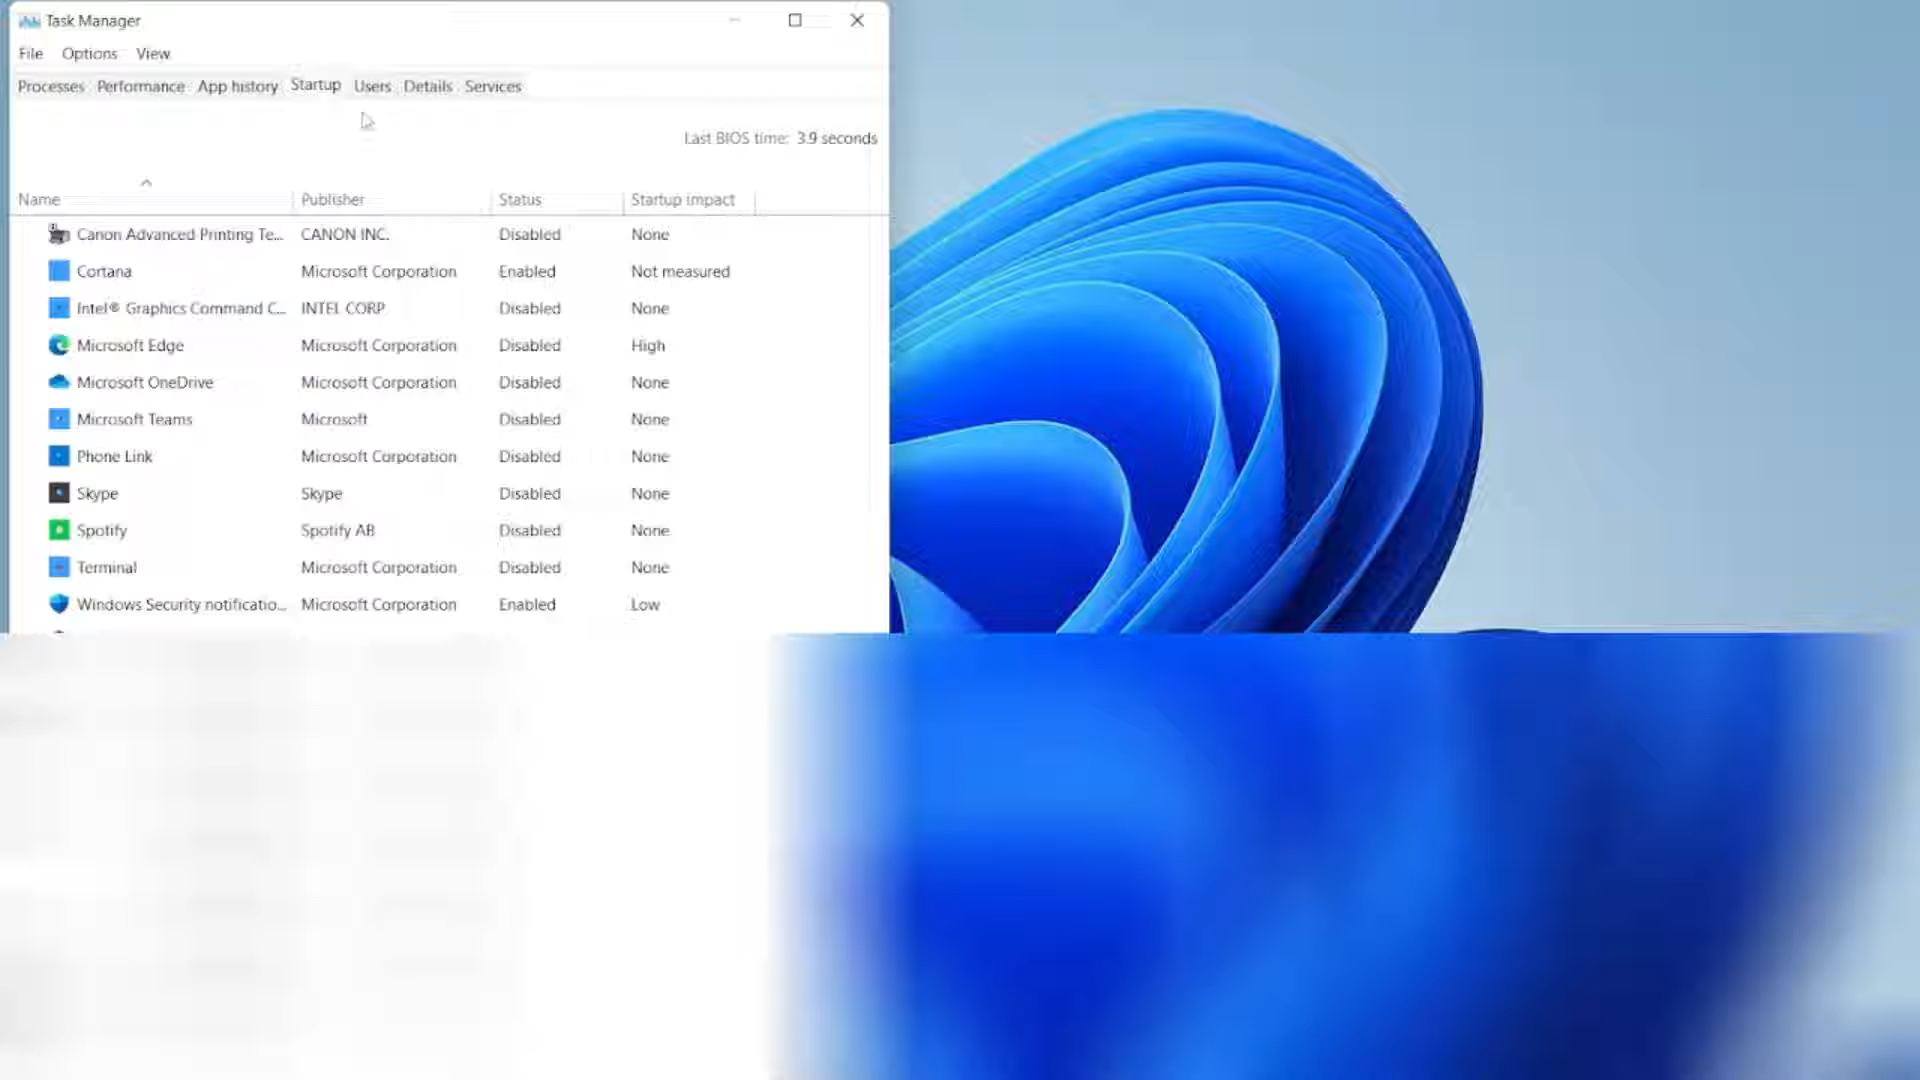 Task Manager
File Options View
Processes Performance App history Startup Users Details Services
Last BIOS time: 3.9 seconds
Name Publisher Status Startup impact
Canon Advanced Printing Te... CANON INC. Disabled None
Cortana Microsoft Corporation Enabled Not measured
Intel® Graphics Command C... INTEL CORP Disabled None
Microsoft Edge Microsoft Corporation Disabled High
Microsoft OneDrive Microsoft Corporation Disabled None
Microsoft Teams Microsoft Disabled None
Phone Link Microsoft Corporation Disabled None
Skype Skype Disabled None
Spotify Spotify AB Disabled None
Terminal Microsoft Corporation Disabled None
Windows Security notificatio... Microsoft Corporation Enabled Low